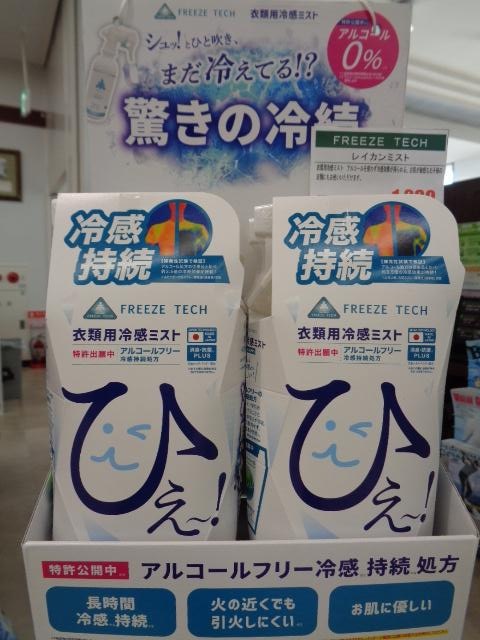 FREEZE TECH 衣類用冷感ミスト
シュッ!とひと吹き、
まだ冷えてる!?
驚きの冷続
アルコール
0%
FREEZE TECH
レイカンミスト
冷感
持続
FREEZE TECH
衣類用冷感ミスト
特許出願中 アルコールフリー
冷感持続処方
消臭・抗菌
PLUS
ひえ〜!
冷感
持続
FREEZE TECH
衣類用冷感ミスト
特許出願中 アルコールフリー
冷感持続処方
消臭・抗菌
PLUS
ひえ〜!
特許公開中 アルコールフリー冷感 持続 処方
長時間
冷感 持続
火の近くでも
引火しにくい
お肌に優しい